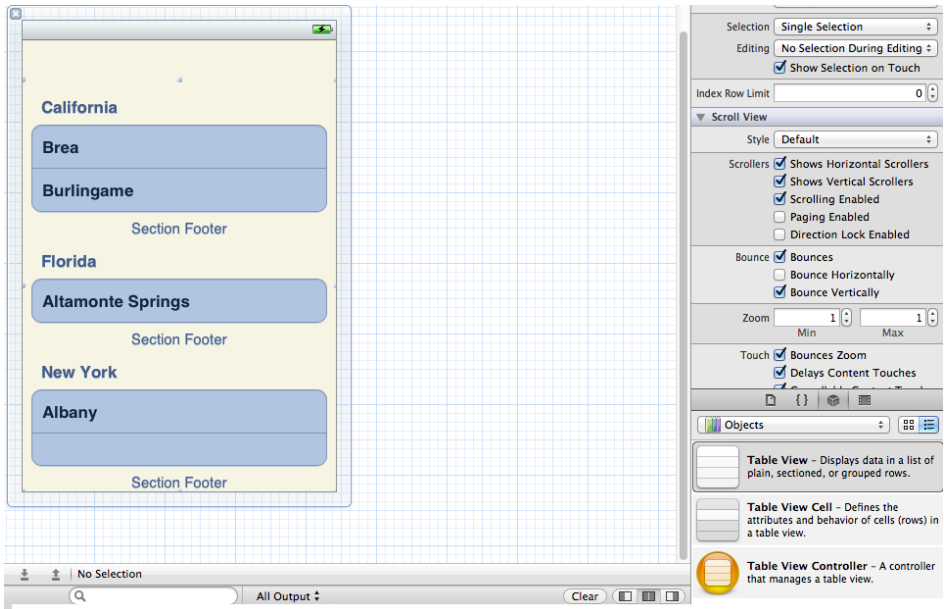 California
Brea
Burlingame
Section Footer
Florida
Altamonte Springs
Section Footer
New York
Albany
Section Footer
No Selection
All Output
Clear
Selection Single Selection
Editing No Selection During Editing
Show Selection on Touch
Index Row Limit 0
Scroll View
Style Default
Scrollers Shows Horizontal Scrollers
Shows Vertical Scrollers
Scrolling Enabled
Paging Enabled
Direction Lock Enabled
Bounce Bounces
Bounce Horizontally
Bounce Vertically
Zoom 1 1
Min Max
Touch Bounces Zoom
Delays Content Touches
{ }
Objects
Table View – Displays data in a list of
plain, sectioned, or grouped rows.
Table View Cell – Defines the
attributes and behavior of cells (rows) in
a table view.
Table View Controller – A controller
that manages a table view.